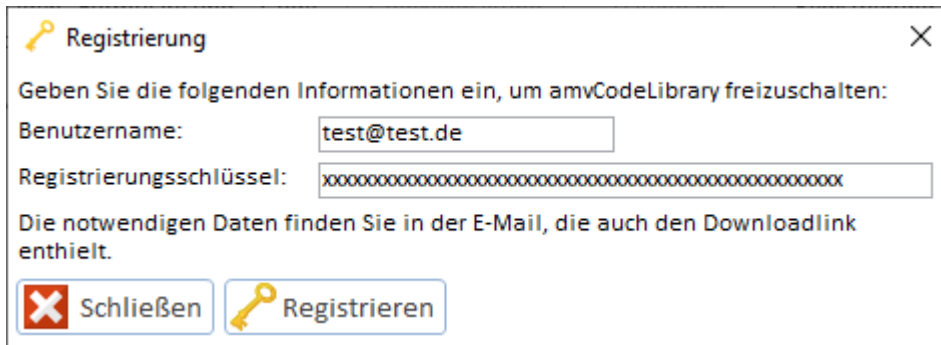 Registrierung
Geben Sie die folgenden Informationen ein, um amvCodeLibrary freizuschalten:
Benutzername: test@test.de
Registrierungsschlüssel: xxxxxxxxxxxxxxxxxxxxxxxxxxxxxxxxxxxxxxxxxxxxxxxxxxxx
Die notwendigen Daten finden Sie in der E-Mail, die auch den Downloadlink
enthielt.
Schließen Registrieren